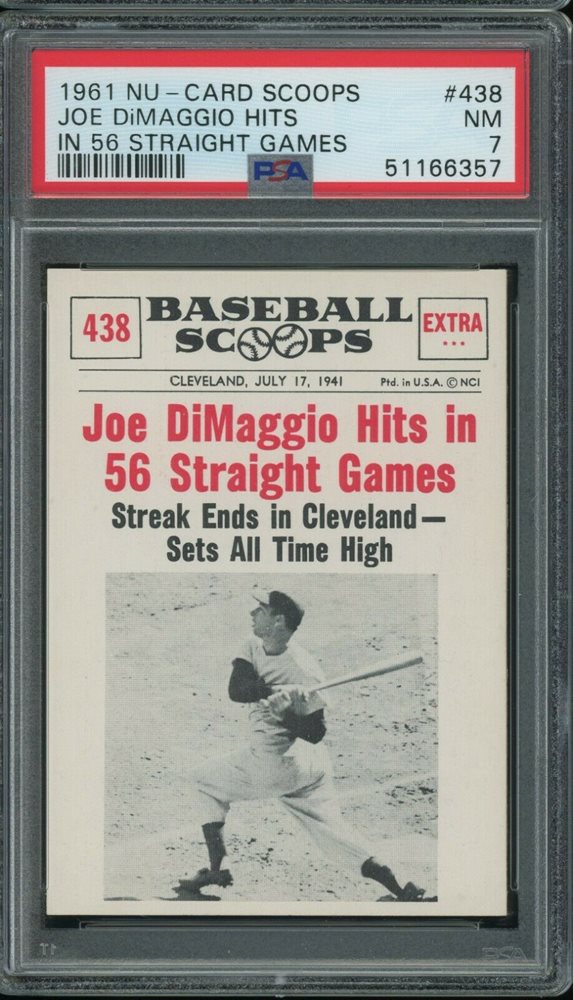 1961 NU-CARD SCOOPS #438
JOE DiMAGGIO HITS NM
IN 56 STRAIGHT GAMES 7
PSA 51166357
438 BASEBALL EXTRA
SCOOPS ...
CLEVELAND, JULY 17, 1941 Ptd. in U.S.A. © NCI
Joe DiMaggio Hits in
56 Straight Games
Streak Ends in Cleveland—
Sets All Time High
PSA